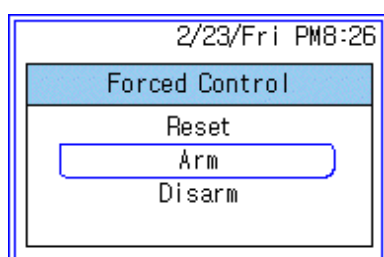 2/23/Fri PM8:26
Forced Control
Reset
Arm
Disarm